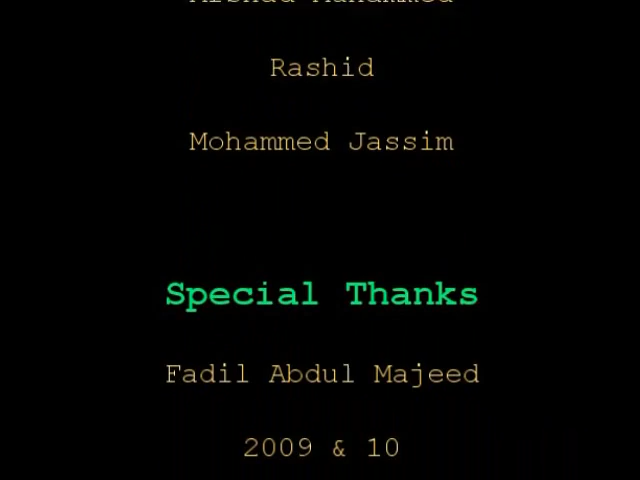 Rashid
Mohammed Jassim
Special Thanks
Fadil Abdul Majeed
2009 & 10